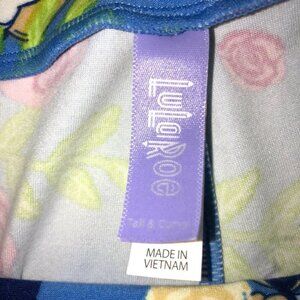 LuLaRoe
Tall & Curvy
MADE IN
VIETNAM